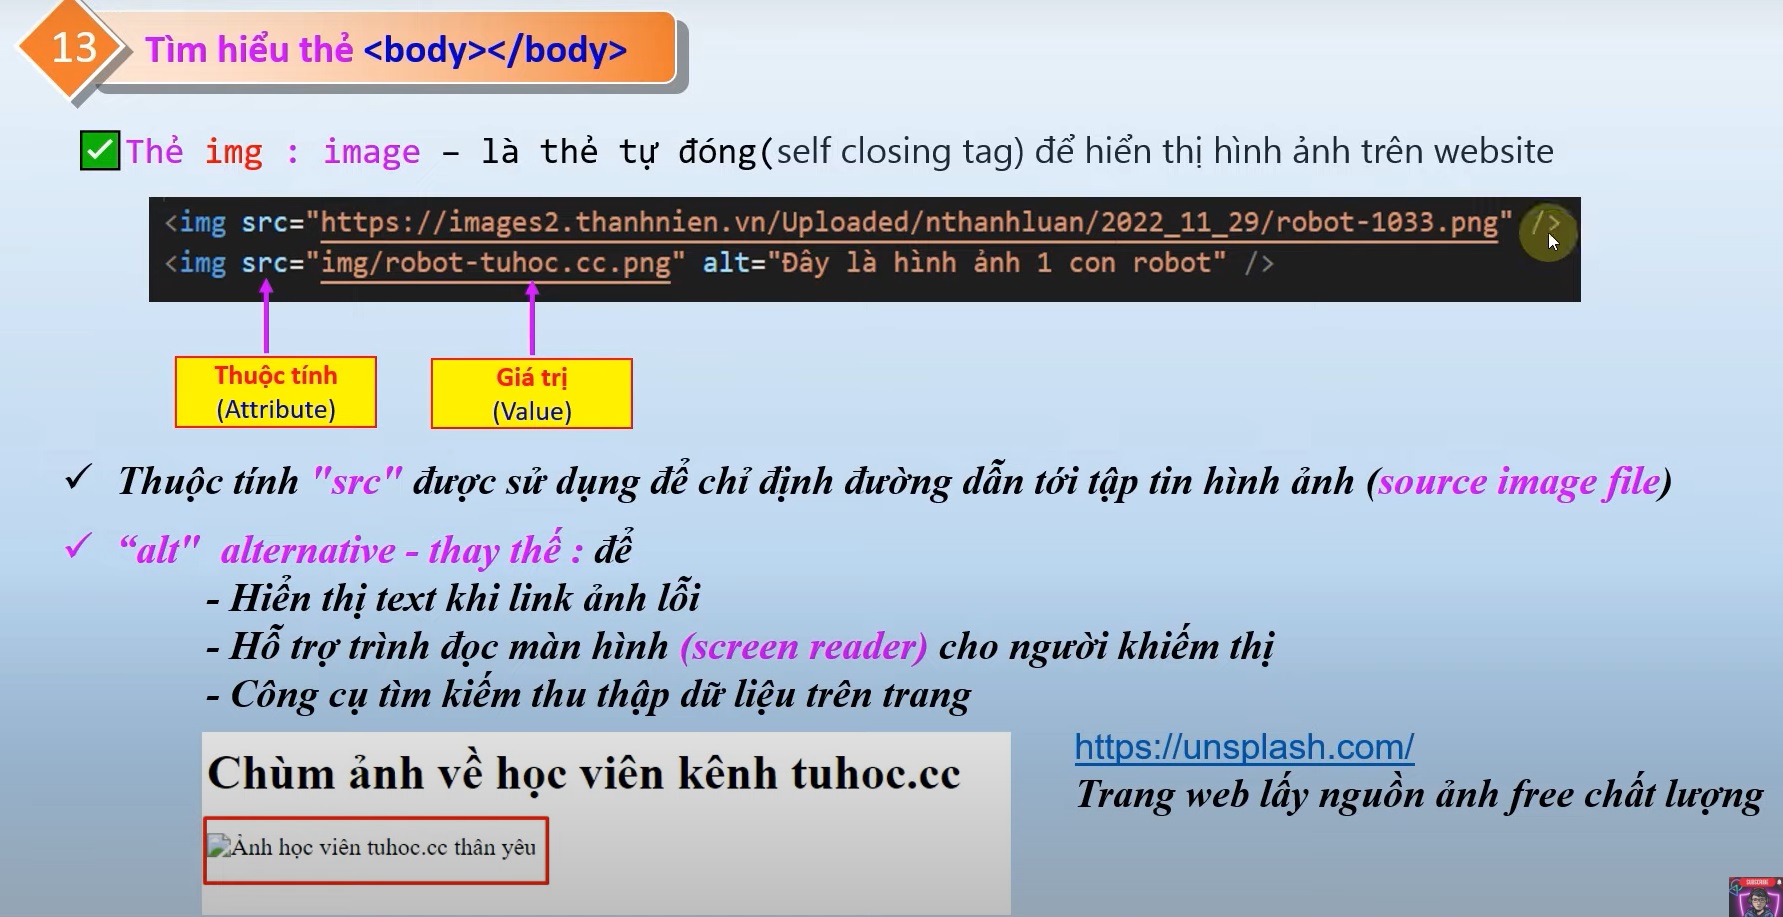 13
Tìm hiểu thẻ <body></body>
Thẻ img : image – là thẻ tự đóng(self closing tag) để hiển thị hình ảnh trên website
<img src="https://images2.thanhnien.vn/Uploaded/nthanhluan/2022_11_29/robot-1033.png" />
<img src="img/robot-tuhoc.cc.png" alt="Đây là hình ảnh 1 con robot" />
Thuộc tính
(Attribute)
Giá trị
(Value)
✓ Thuộc tính "src" được sử dụng để chỉ định đường dẫn tới tập tin hình ảnh (source image file)
✓ “alt" alternative - thay thế : để
- Hiển thị text khi link ảnh lỗi
- Hỗ trợ trình đọc màn hình (screen reader) cho người khiếm thị
- Công cụ tìm kiếm thu thập dữ liệu trên trang
Chùm ảnh về học viên kênh tuhoc.cc
Ảnh học viên tuhoc.cc thân yêu
https://unsplash.com/
Trang web lấy nguồn ảnh free chất lượng
SUBSCRIBE